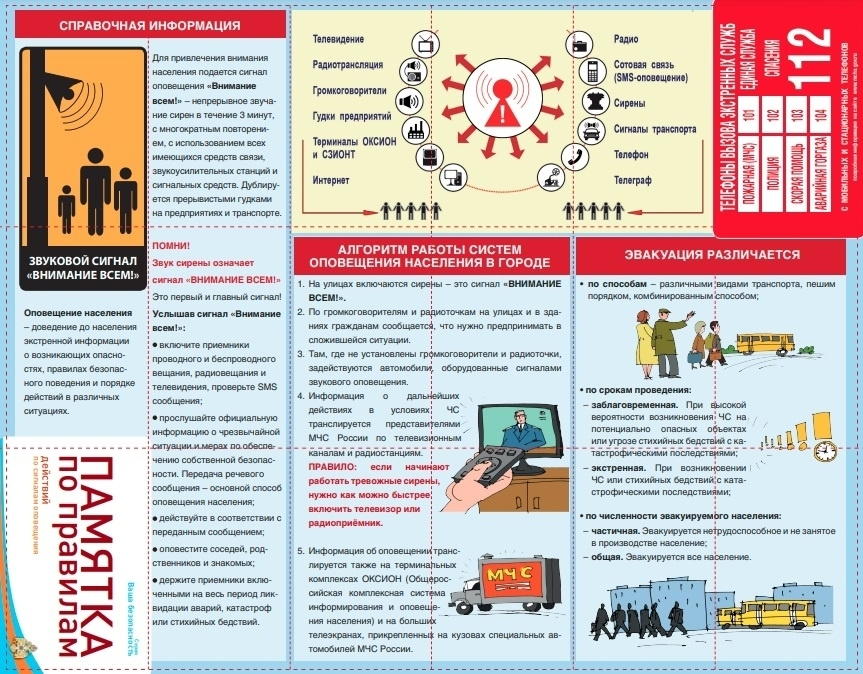 СПРАВОЧНАЯ ИНФОРМАЦИЯ
ЗВУКОВОЙ СИГНАЛ
«ВНИМАНИЕ ВСЕМ!»
Оповещение населения
– доведение до населения
экстренной информации
о возникающих опасно-
стях, правилах безопас-
ного поведения и порядке
действий в различных
ситуациях.
Для привлечения внимания
населения подается сигнал
оповещения «Внимание
всем!» – непрерывное звуча-
ние сирен в течение 3 минут,
с многократным повторени-
ем, с использованием всех
имеющихся средств связи,
звукоусилительных станций и
сигнальных средств. Дублиру-
ется прерывистыми гудками
на предприятиях и транспорте.
ПОМНИ!
Звук сирены означает
сигнал «ВНИМАНИЕ ВСЕМ!»
Это первый и главный сигнал!
Услышав сигнал «Внимание
всем!»:
● включите приемники
проводного и беспроводного
вещания, радиовещания и
телевидения, проверьте SMS
сообщения;
● прослушайте официальную
информацию о чрезвычайной
ситуации и мерах по обеспе-
чению собственной безопас-
ности. Передача речевого
сообщения – основной способ
оповещения населения;
● действуйте в соответствии с
переданным сообщением;
● оповестите соседей, род-
ственников и знакомых;
● держите приемники вклю-
ченными на весь период лик-
видации аварий, катастроф
или стихийных бедствий.
ПАМЯТКА
по правилам
действий
по сигналам оповещения
Серия
Ваша безопасность
Телевидение
Радиотрансляция
Громкоговорители
Гудки предприятий
Терминалы ОКСИОН
и СЗИОНТ
Интернет
Радио
Сотовая связь
(SMS-оповещение)
Сирены
Сигналы транспорта
Телефон
Телеграф
ТЕЛЕФОНЫ ВЫЗОВА ЭКСТРЕННЫХ СЛУЖБ
ПОЖАРНАЯ (МЧС) 101
ПОЛИЦИЯ 102
СКОРАЯ ПОМОЩЬ 103
АВАРИЙНАЯ ГОРГАЗА 104
ЕДИНАЯ СЛУЖБА
СПАСЕНИЯ
112
С МОБИЛЬНЫХ И СТАЦИОНАРНЫХ ТЕЛЕФОНОВ
АЛГОРИТМ РАБОТЫ СИСТЕМ
ОПОВЕЩЕНИЯ НАСЕЛЕНИЯ В ГОРОДЕ
1. На улицах включаются сирены – это сигнал «ВНИМАНИЕ
ВСЕМ!».
2. По громкоговорителям и радиоточкам на улицах и в зда-
ниях гражданам сообщается, что нужно предпринимать в
сложившейся ситуации.
3. Там, где не установлены громкоговорители и радиоточки,
задействуются автомобили, оборудованные сигналами
звукового оповещения.
4. Информация о дальнейших
действиях в условиях ЧС
транслируется представителями
МЧС России по телевизионным
каналам и радиостанциям.
ПРАВИЛО: если начинают
работать тревожные сирены,
нужно как можно быстрее
включить телевизор или
радиоприёмник.
5. Информация об оповещении транс-
лируется также на терминальных
комплексах ОКСИОН (Общерос-
сийская комплексная система
информирования и оповеще-
ния населения) и на больших
телеэкранах, прикрепленных на кузовах специальных ав-
томобилей МЧС России.
МЧС
ЭВАКУАЦИЯ РАЗЛИЧАЕТСЯ
• по способам – различными видами транспорта, пешим
порядком, комбинированным способом;
• по срокам проведения:
– заблаговременная. При высокой
вероятности возникновения ЧС на
потенциально опасных объектах
или угрозе стихийных бедствий с ка-
тастрофическими последствиями;
– экстренная. При возникновении
ЧС или стихийных бедствий с ката-
строфическими последствиями;
• по численности эвакуируемого населения:
– частичная. Эвакуируется нетрудоспособное и не занятое
в производстве население;
– общая. Эвакуируется все население.